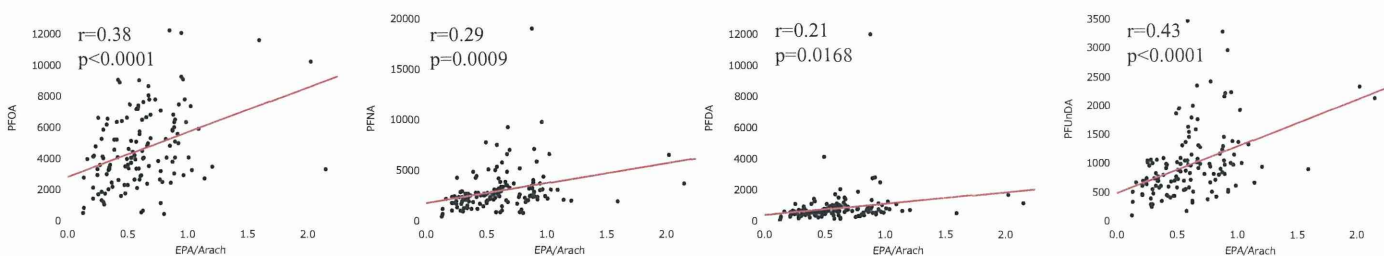 r=0.38
p<0.0001
PFOA
12000
10000
8000
6000
4000
2000
0
0.0 0.5 1.0 1.5 2.0
EPA/Arach
r=0.29
p=0.0009
PFNA
20000
15000
10000
5000
0
0.0 0.5 1.0 1.5 2.0
EPA/Arach
r=0.21
p=0.0168
PFDA
12000
10000
8000
6000
4000
2000
0
0.0 0.5 1.0 1.5 2.0
EPA/Arach
r=0.43
p<0.0001
PFUnDA
3500
3000
2500
2000
1500
1000
500
0
0.0 0.5 1.0 1.5 2.0
EPA/Arach